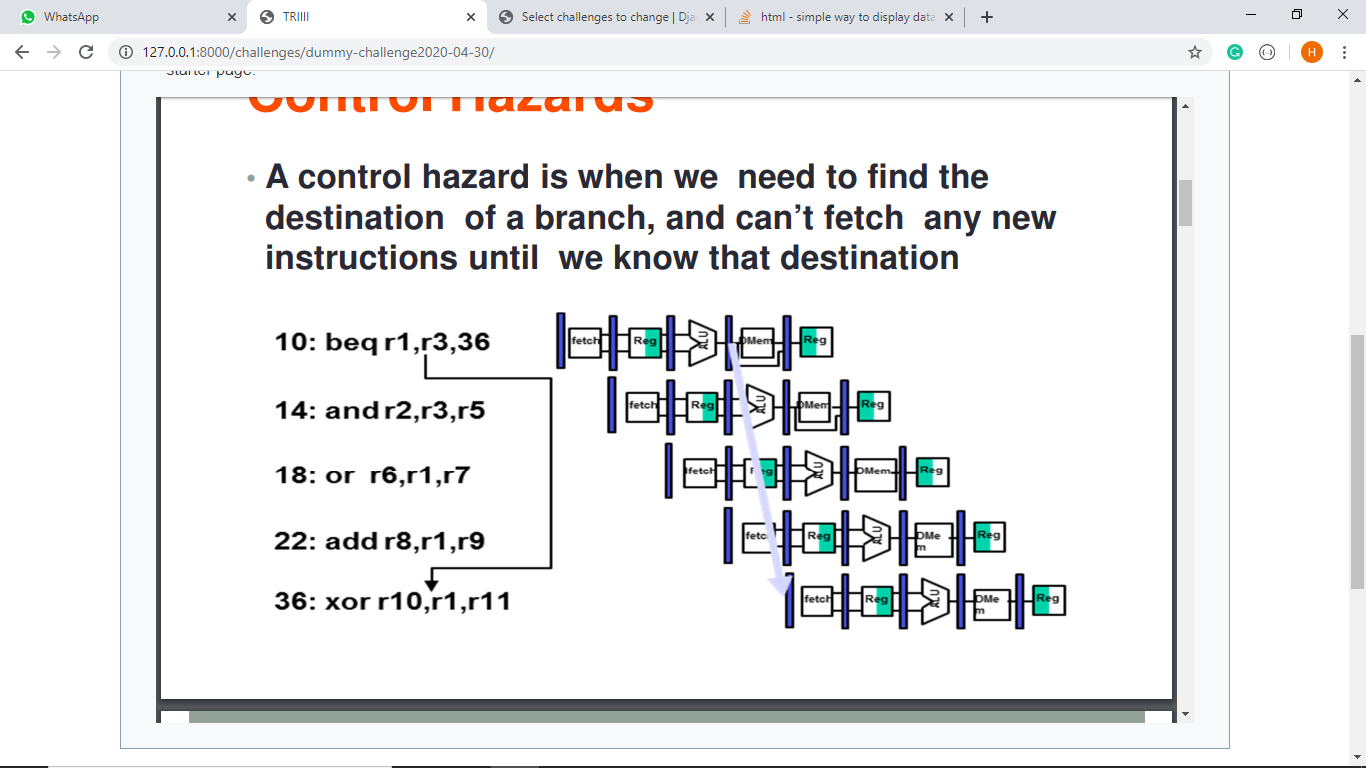 WhatsApp
TRIIII
Select challenges to change | Dja
html - simple way to display data
127.0.0.1:8000/challenges/dummy-challenge2020-04-30/
H
starter page.
Control Hazards
• A control hazard is when we need to find the
destination of a branch, and can’t fetch any new
instructions until we know that destination
10: beq r1,r3,36
fetch Reg ALU DMem Reg
14: and r2,r3,r5
fetch Reg ALU DMem Reg
18: or r6,r1,r7
Ifetch Reg ALU DMem Reg
22: add r8,r1,r9
fetc Reg ALU DMe
m Reg
36: xor r10,r1,r11
fetch Reg ALU DMe
m Reg